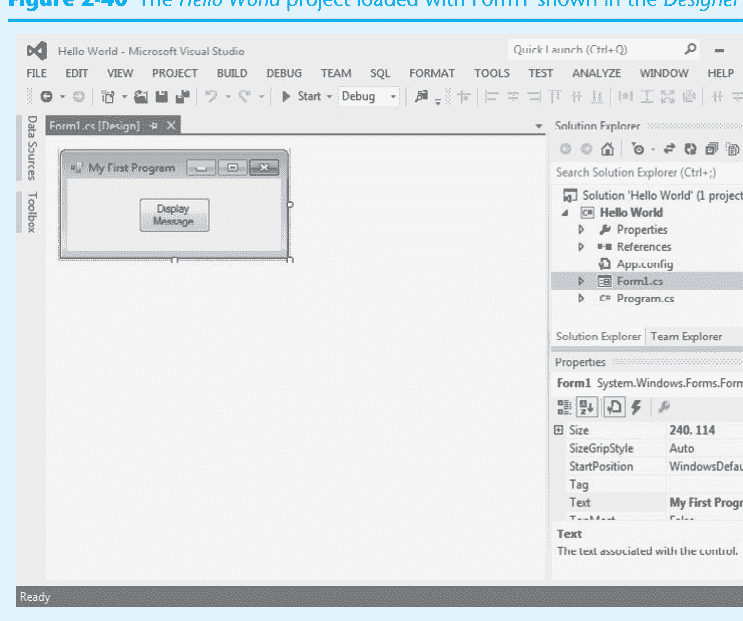 Figure 2-40 The Hello World project loaded with Form1 shown in the Designer
Hello World - Microsoft Visual Studio
Quick Launch (Ctrl+Q)
FILE EDIT VIEW PROJECT BUILD DEBUG TEAM SQL FORMAT TOOLS TEST ANALYZE WINDOW HELP
Start Debug
Data Sources
Toolbox
Form1.cs [Design]
My First Program
Display
Message
Solution Explorer
Search Solution Explorer (Ctrl+;)
Solution 'Hello World' (1 project
C# Hello World
Properties
References
App.config
Form1.cs
C# Program.cs
Solution Explorer Team Explorer
Properties
Form1 System.Windows.Forms.Form
Size 240, 114
SizeGripStyle Auto
StartPosition WindowsDefau
Tag
Text My First Progr
TopMost False
Text
The text associated with the control.
Ready